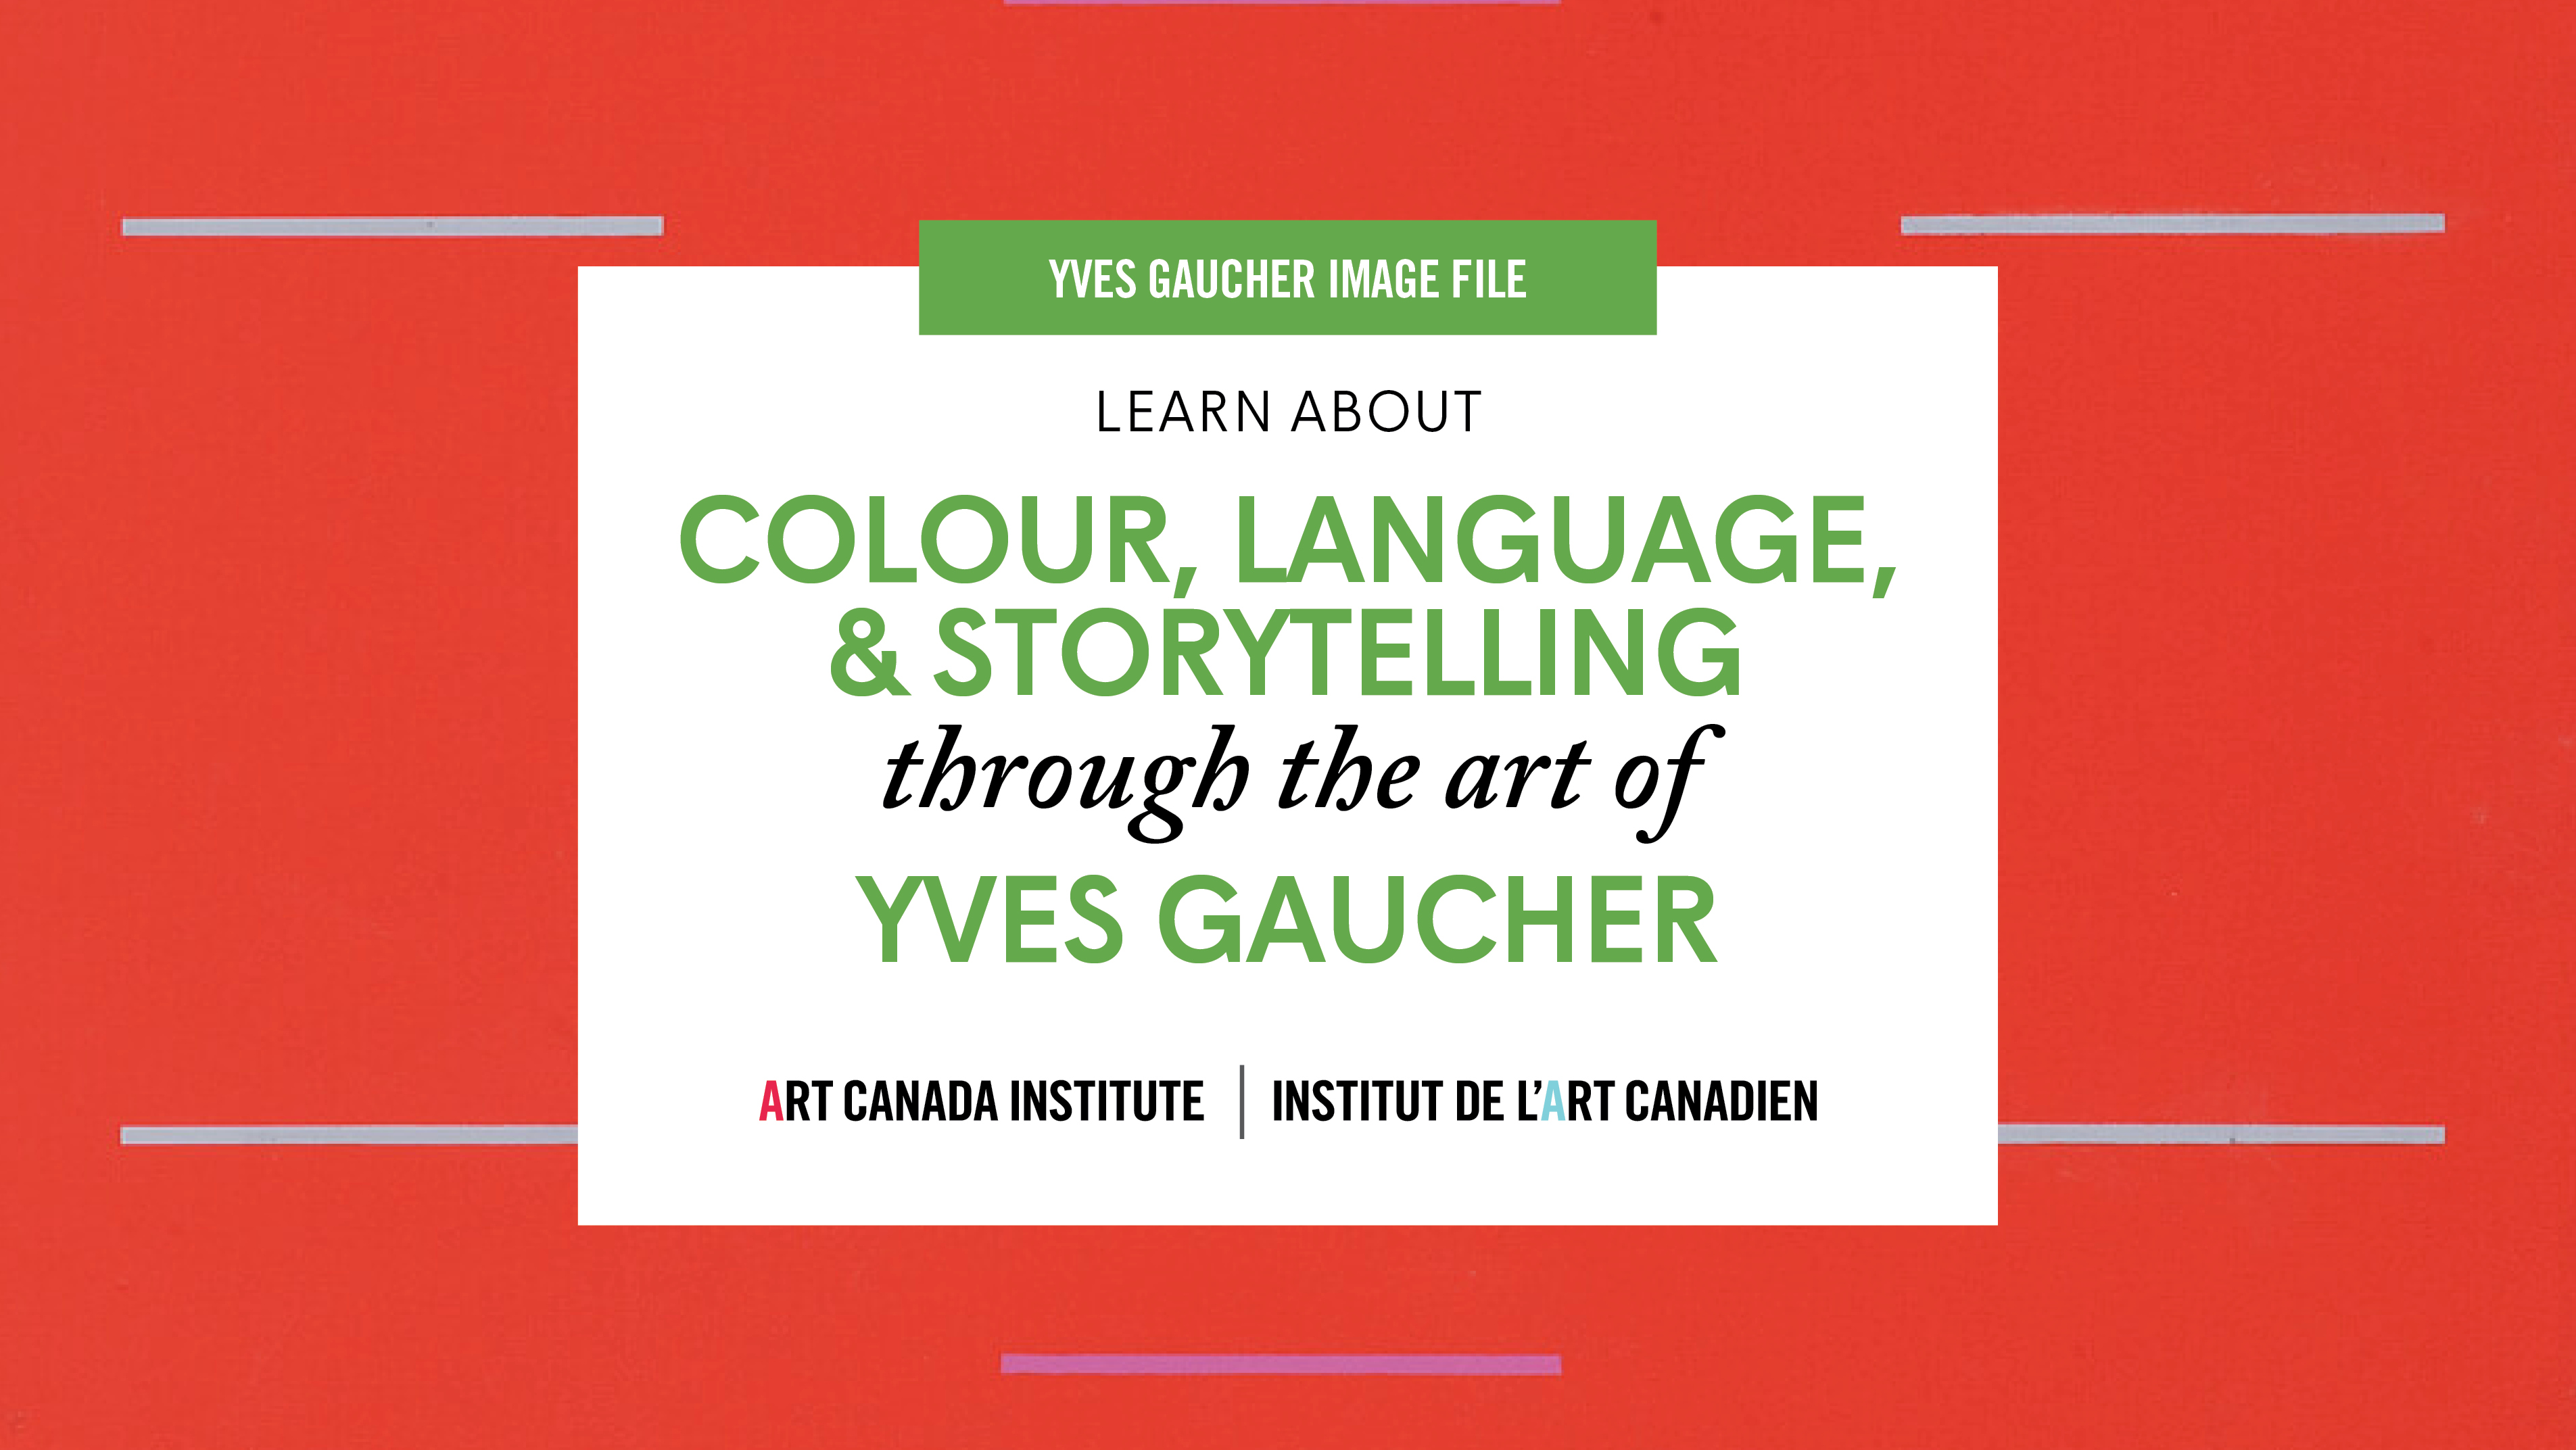 YVES GAUCHER IMAGE FILE
LEARN ABOUT
COLOUR, LANGUAGE,
& STORYTELLING
through the art of
YVES GAUCHER
ART CANADA INSTITUTE | INSTITUT DE L’ART CANADIEN